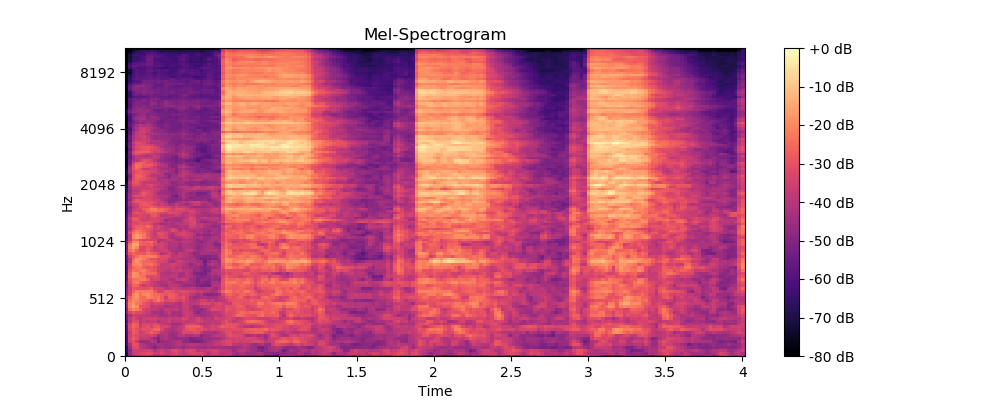 Mel-Spectrogram
Hz
8192
4096
2048
1024
512
0
0 0.5 1 1.5 2 2.5 3 3.5 4
Time
+0 dB
-10 dB
-20 dB
-30 dB
-40 dB
-50 dB
-60 dB
-70 dB
-80 dB